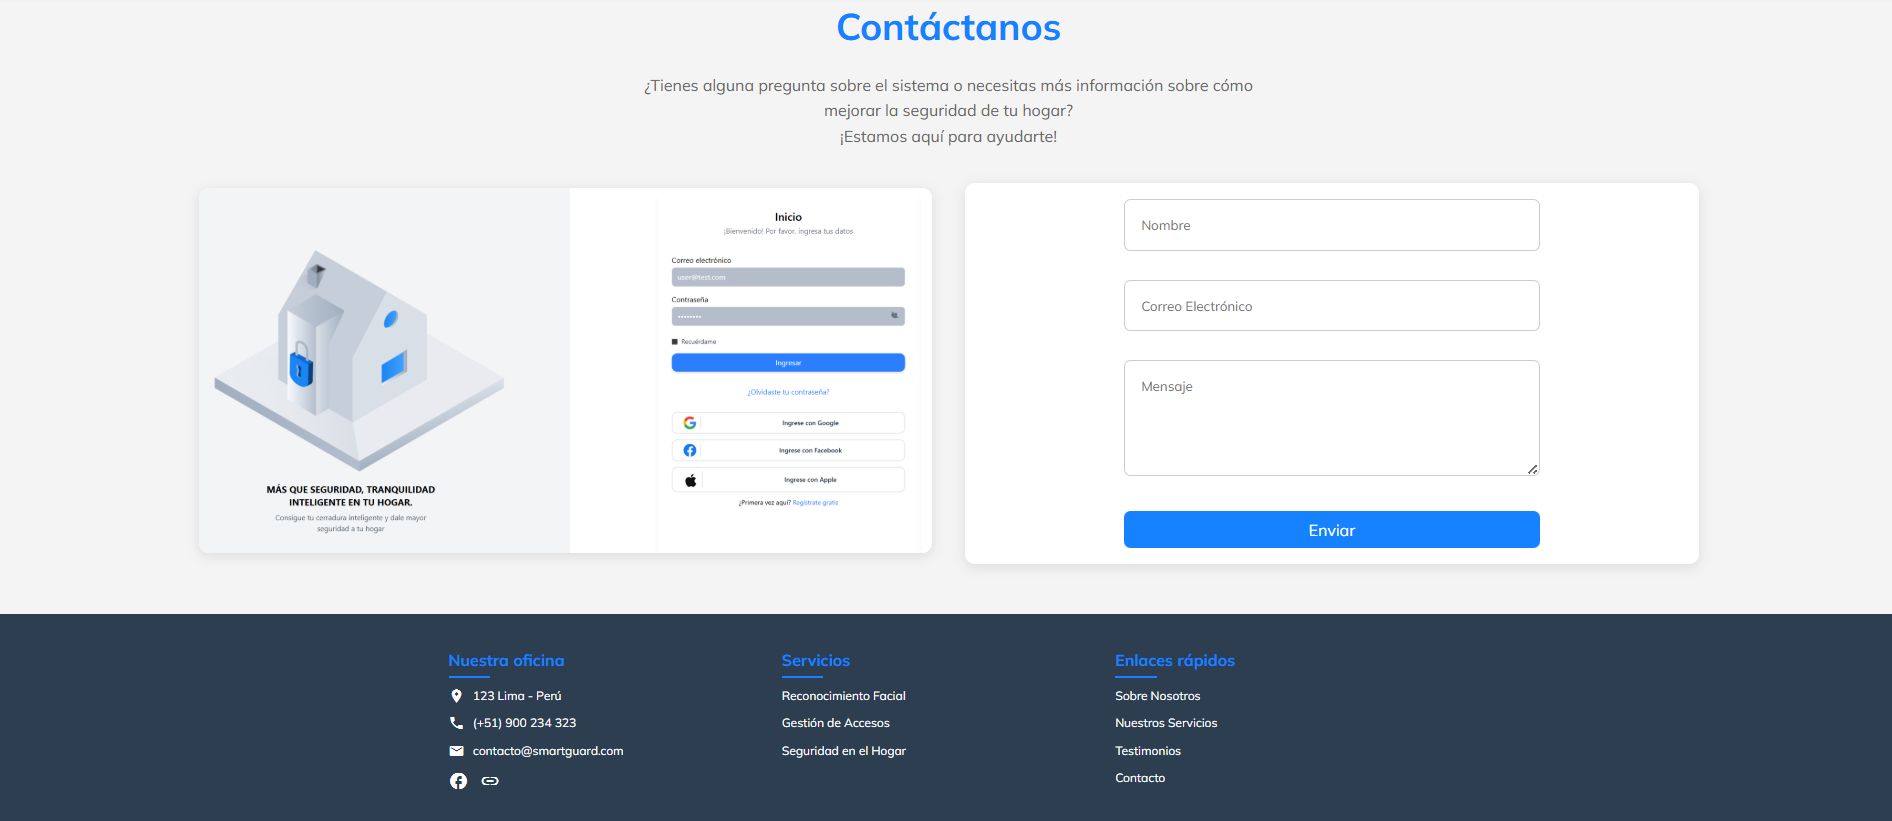 Contáctanos
¿Tienes alguna pregunta sobre el sistema o necesitas más información sobre cómo
mejorar la seguridad de tu hogar?
¡Estamos aquí para ayudarte!
MÁS QUE SEGURIDAD, TRANQUILIDAD
INTELIGENTE EN TU HOGAR.
Consigue tu cerradura inteligente y dale mayor
seguridad a tu hogar
Inicio
¡Bienvenido! Por favor, ingresa tus datos
Correo electrónico
user@test.com
Contraseña
••••••••
Recuérdame
Ingresar
¿Olvidaste tu contraseña?
Ingrese con Google
Ingrese con Facebook
Ingrese con Apple
¿Primera vez aquí? Regístrate gratis
Nombre
Correo Electrónico
Mensaje
Enviar
Nuestra oficina
123 Lima - Perú
(+51) 900 234 323
contacto@smartguard.com
Servicios
Reconocimiento Facial
Gestión de Accesos
Seguridad en el Hogar
Enlaces rápidos
Sobre Nosotros
Nuestros Servicios
Testimonios
Contacto